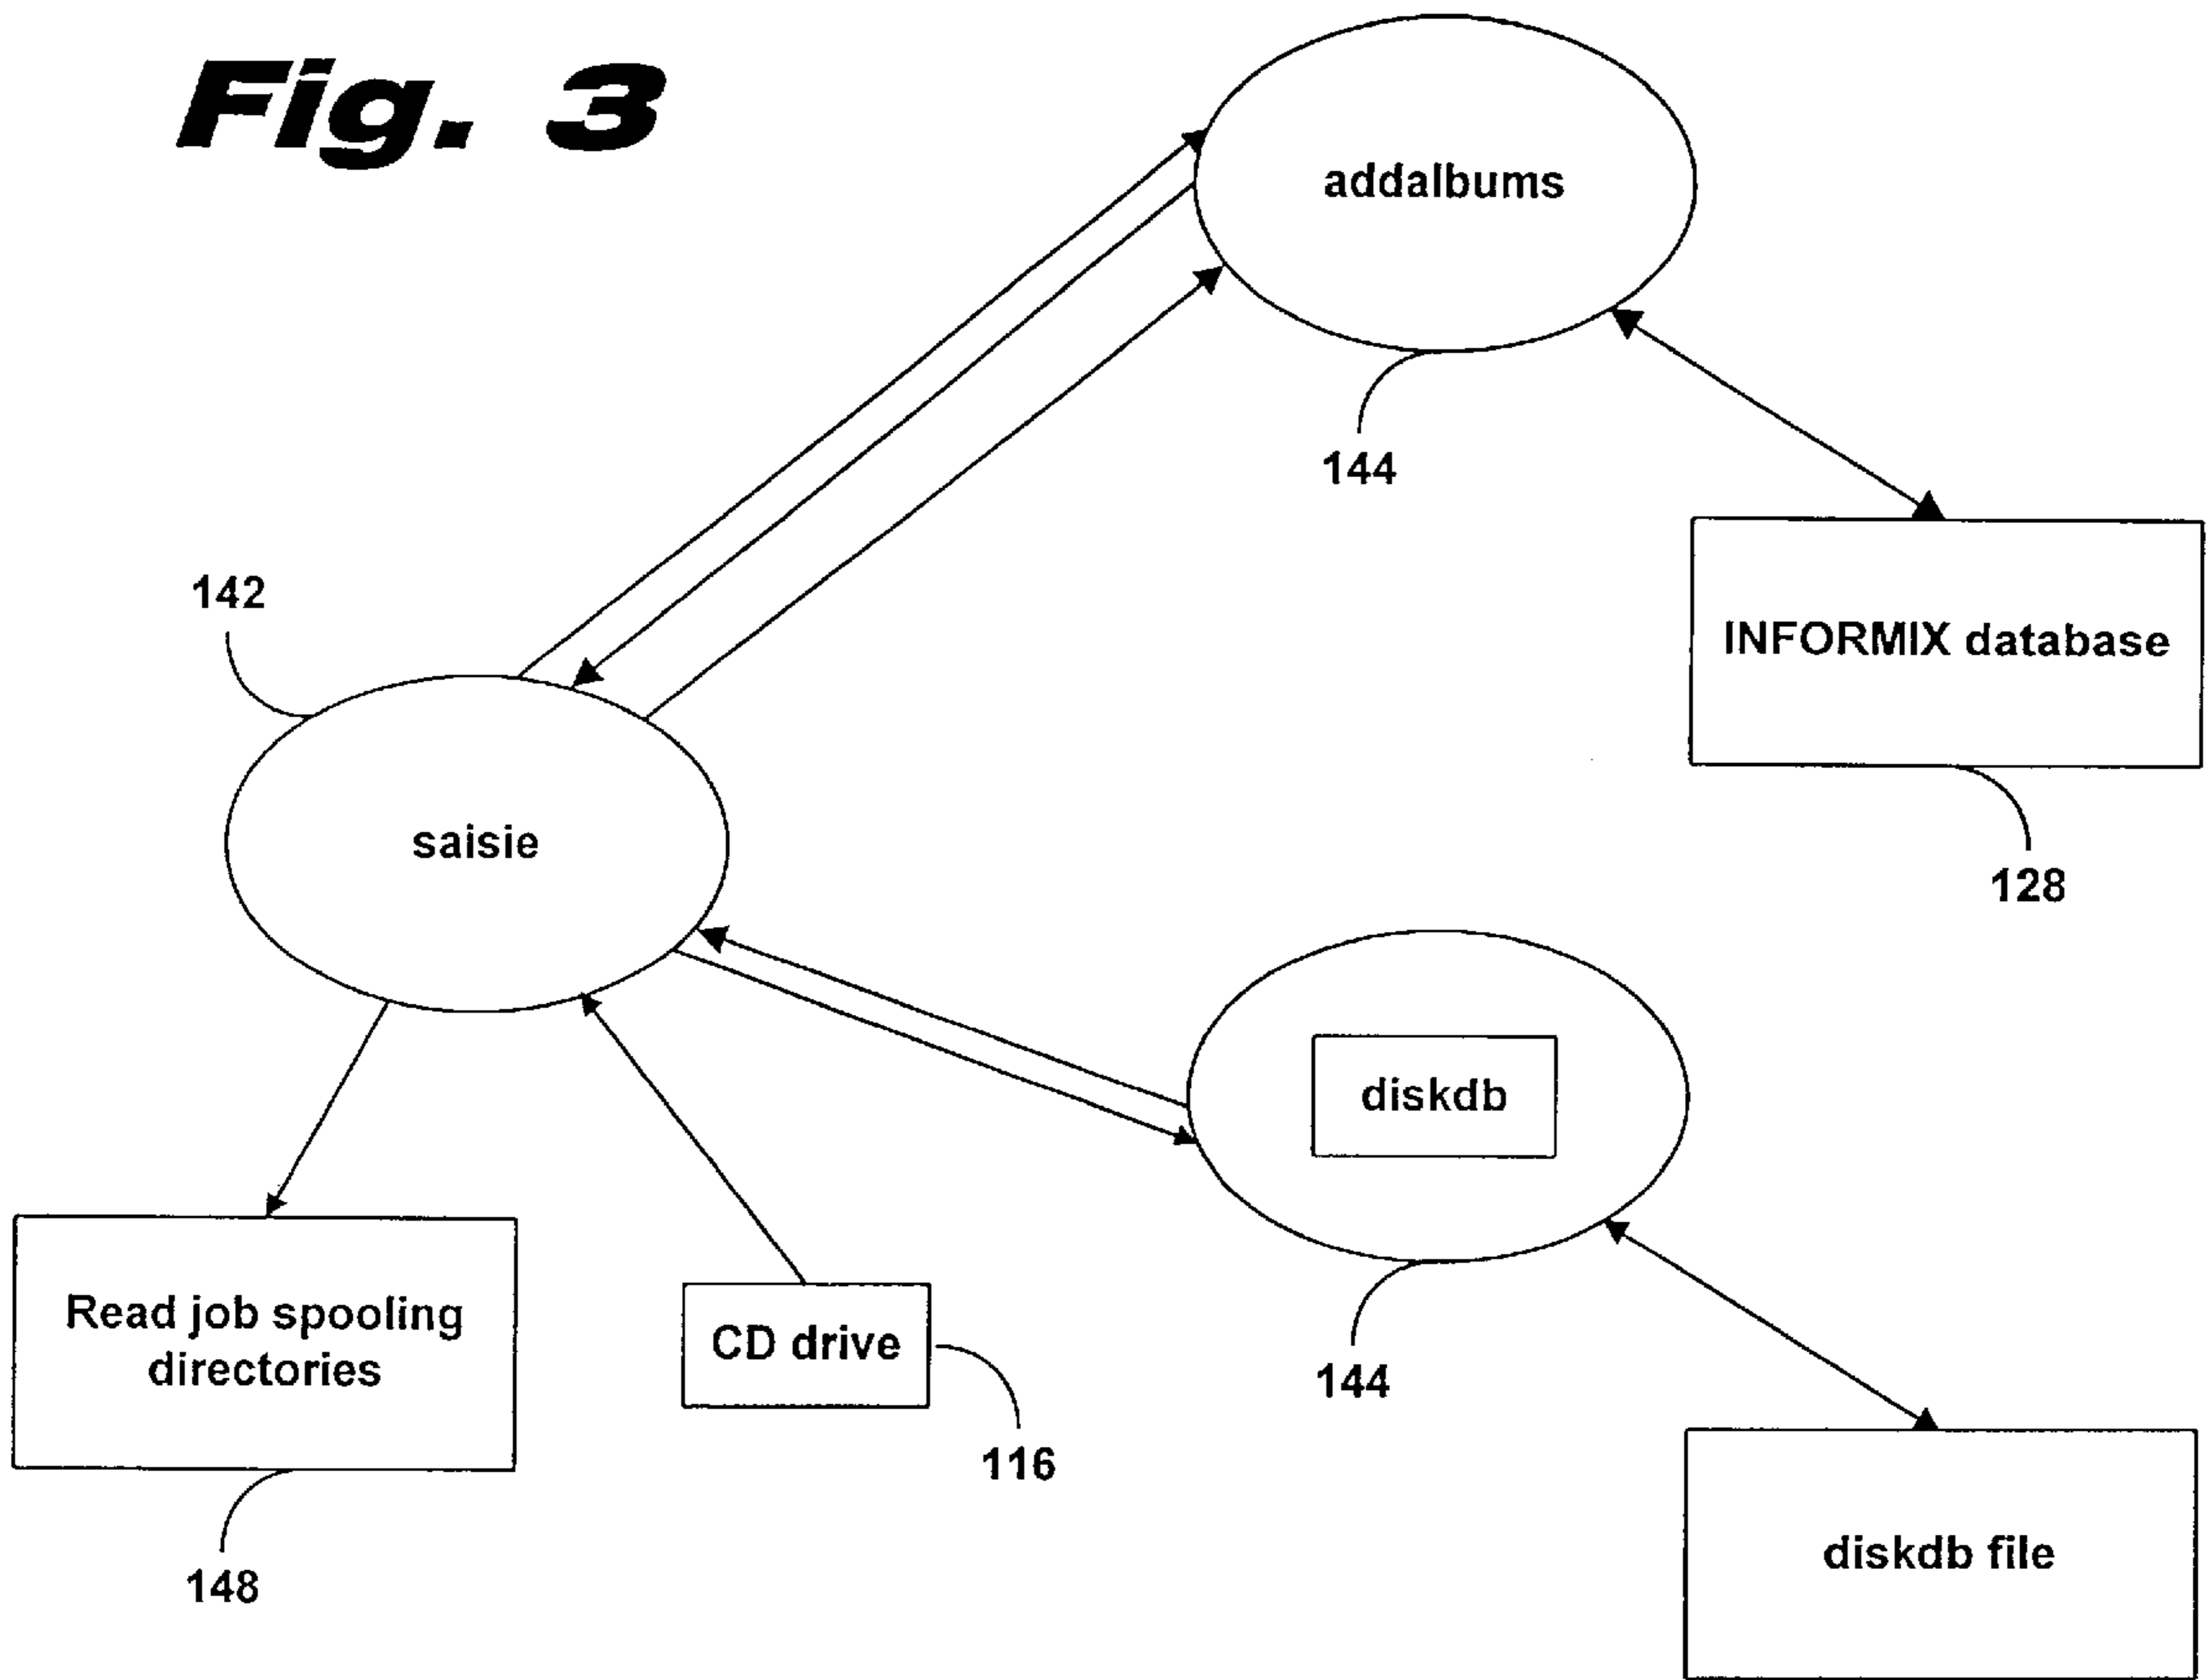 Fig. 3
addalbums
144
142
INFORMIX database
128
saisie
diskdb
144
Read job spooling
directories
148
CD drive
116
diskdb file